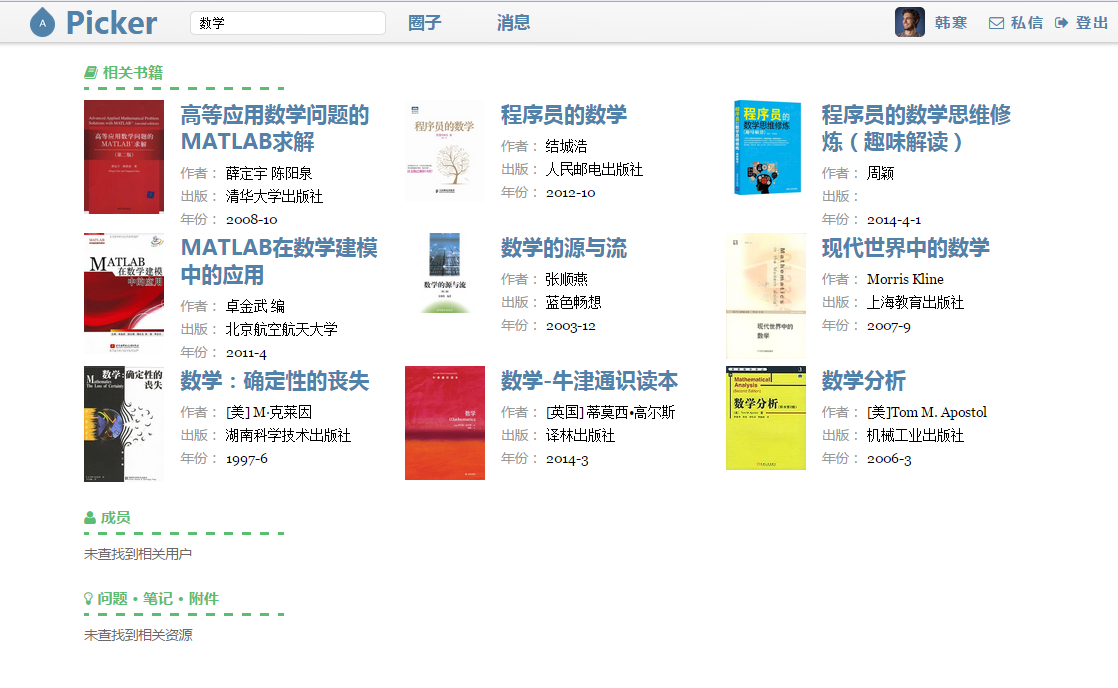 A Picker 数学 圈子 消息 韩寒 私信 登出
相关书籍
高等应用数学问题的
MATLAB求解
作者： 薛定宇 陈阳泉
出版： 清华大学出版社
年份： 2008-10
程序员的数学
作者： 结城浩
出版： 人民邮电出版社
年份： 2012-10
程序员的数学思维修
炼（趣味解读）
作者： 周颖
出版：
年份： 2014-4-1
MATLAB在数学建模
中的应用
作者： 卓金武 编
出版： 北京航空航天大学
年份： 2011-4
数学的源与流
作者： 张顺燕
出版： 蓝色畅想
年份： 2003-12
现代世界中的数学
作者： Morris Kline
出版： 上海教育出版社
年份： 2007-9
数学：确定性的丧失
作者： [美] M·克莱因
出版： 湖南科学技术出版社
年份： 1997-6
数学-牛津通识读本
作者： [英国] 蒂莫西•高尔斯
出版： 译林出版社
年份： 2014-3
数学分析
作者： [美]Tom M. Apostol
出版： 机械工业出版社
年份： 2006-3
成员
未查找到相关用户
问题・笔记・附件
未查找到相关资源